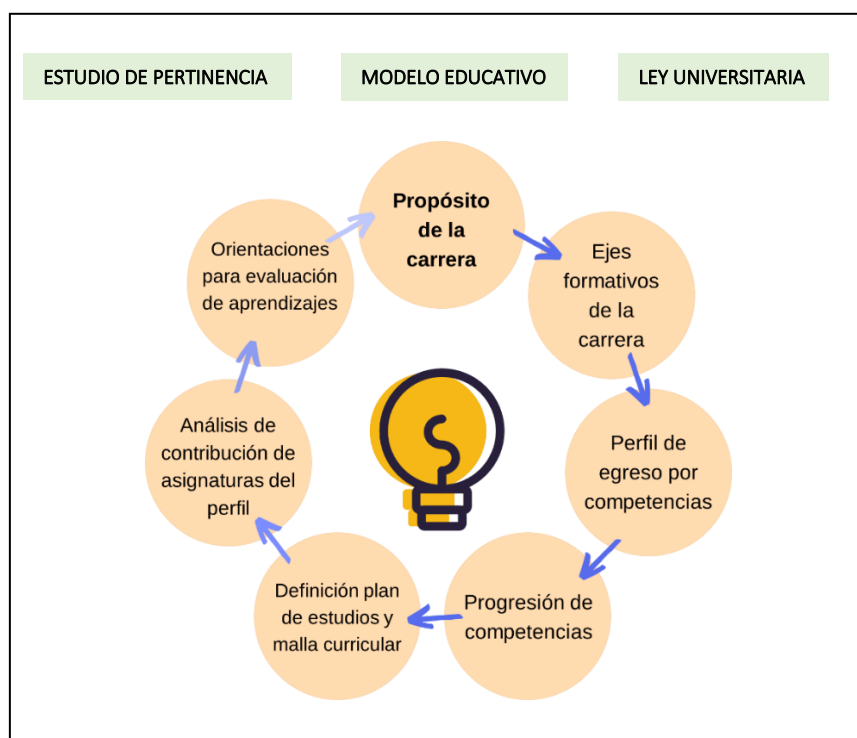 ESTUDIO DE PERTINENCIA
MODELO EDUCATIVO
LEY UNIVERSITARIA
Propósito
de la
carrera
Ejes
formativos
de la
carrera
Perfil de
egreso por
competencias
Progresión de
competencias
Definición plan
de estudios y
malla curricular
Análisis de
contribución de
asignaturas del
perfil
Orientaciones
para evaluación
de aprendizajes